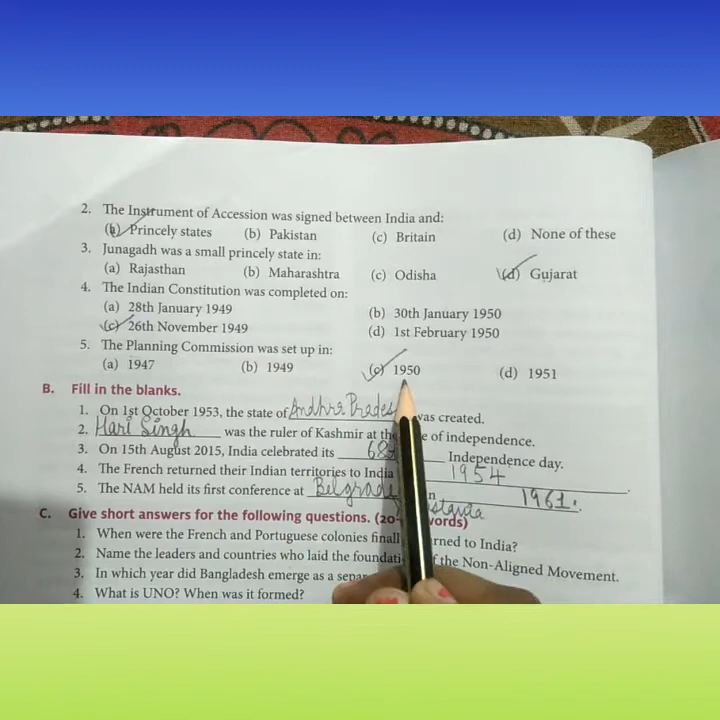 2. The Instrument of Accession was signed between India and:
(a) Princely states (b) Pakistan (c) Britain (d) None of these
3. Junagadh was a small princely state in:
(a) Rajasthan (b) Maharashtra (c) Odisha (d) Gujarat
4. The Indian Constitution was completed on:
(a) 28th January 1949 (b) 30th January 1950
(c) 26th November 1949 (d) 1st February 1950
5. The Planning Commission was set up in:
(a) 1947 (b) 1949 (c) 1950 (d) 1951
B. Fill in the blanks.
1. On 1st October 1953, the state of Andhra Prades was created.
2. Hari Singh was the ruler of Kashmir at the e of independence.
3. On 15th August 2015, India celebrated its 68 Independence day.
4. The French returned their Indian territories to India 1954.
5. The NAM held its first conference at Belgrade in 1961.
C. Give short answers for the following questions. (20- words)
1. When were the French and Portuguese colonies finall rned to India?
2. Name the leaders and countries who laid the foundati f the Non-Aligned Movement.
3. In which year did Bangladesh emerge as a sepa
4. What is UNO? When was it formed?